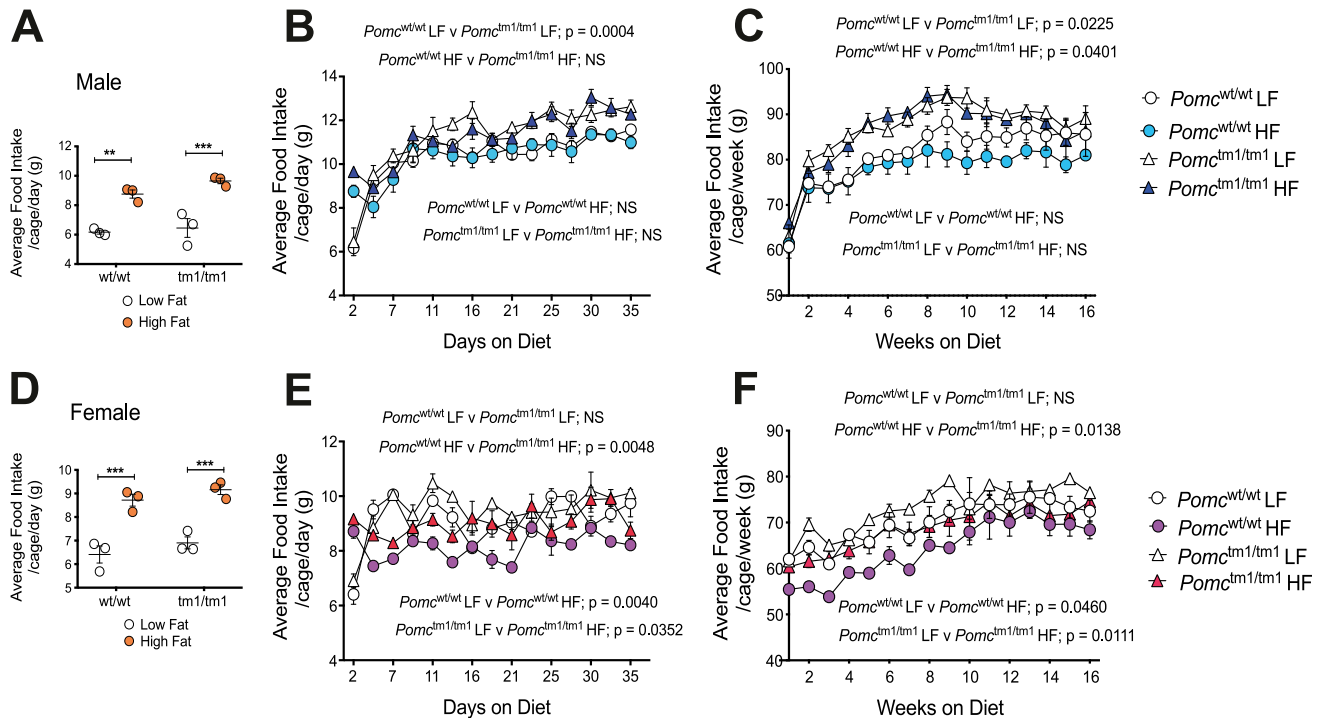 A
Male
Average Food Intake
/cage/day (g)
12
10
8
6
4
**
***
wt/wt
tm1/tm1
Low Fat
High Fat
B
Pomcwt/wt LF v Pomctm1/tm1 LF; p = 0.0004
Pomcwt/wt HF v Pomctm1/tm1 HF; NS
Average Food Intake
/cage/day (g)
14
12
10
8
6
4
Pomcwt/wt LF v Pomcwt/wt HF; NS
Pomctm1/tm1 LF v Pomctm1/tm1 HF; NS
2 7 11 16 21 25 30 35
Days on Diet
C
Pomcwt/wt LF v Pomctm1/tm1 LF; p = 0.0225
Pomcwt/wt HF v Pomctm1/tm1 HF; p = 0.0401
Average Food Intake
/cage/week (g)
100
90
80
70
60
50
Pomcwt/wt LF v Pomcwt/wt HF; NS
Pomctm1/tm1 LF v Pomctm1/tm1 HF; NS
2 4 6 8 10 12 14 16
Weeks on Diet
Pomcwt/wt LF
Pomcwt/wt HF
Pomctm1/tm1 LF
Pomctm1/tm1 HF
D
Female
Average Food Intake
/cage/day (g)
10
9
8
7
6
5
***
***
wt/wt
tm1/tm1
Low Fat
High Fat
E
Pomcwt/wt LF v Pomctm1/tm1 LF; NS
Pomcwt/wt HF v Pomctm1/tm1 HF; p = 0.0048
Average Food Intake
/cage/day (g)
12
10
8
6
4
Pomcwt/wt LF v Pomcwt/wt HF; p = 0.0040
Pomctm1/tm1 LF v Pomctm1/tm1 HF; p = 0.0352
2 7 11 16 21 25 30 35
Days on Diet
F
Pomcwt/wt LF v Pomctm1/tm1 LF; NS
Pomcwt/wt HF v Pomctm1/tm1 HF; p = 0.0138
Average Food Intake
/cage/week (g)
90
80
70
60
50
40
Pomcwt/wt LF v Pomcwt/wt HF; p = 0.0460
Pomctm1/tm1 LF v Pomctm1/tm1 HF; p = 0.0111
2 4 6 8 10 12 14 16
Weeks on Diet
Pomcwt/wt LF
Pomcwt/wt HF
Pomctm1/tm1 LF
Pomctm1/tm1 HF